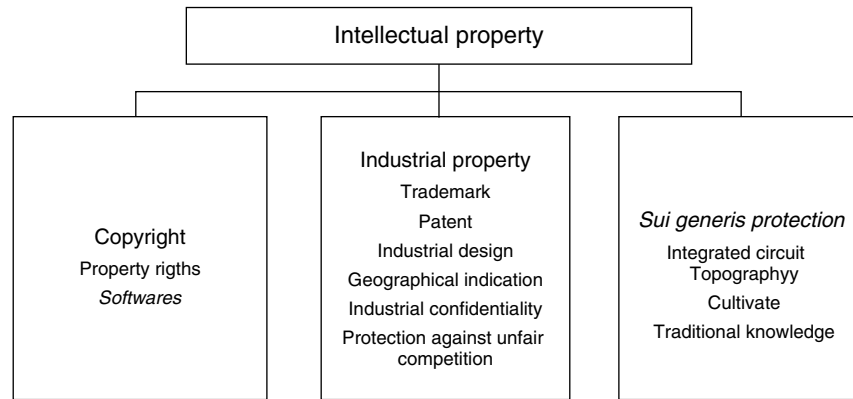 Intellectual property
Copyright
Property rigths
Softwares
Industrial property
Trademark
Patent
Industrial design
Geographical indication
Industrial confidentiality
Protection against unfair
competition
Sui generis protection
Integrated circuit
Topographyy
Cultivate
Traditional knowledge